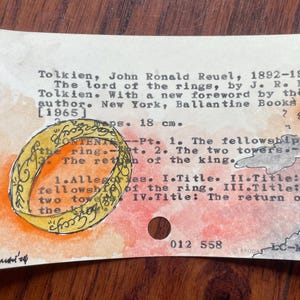 Tolkien, John Ronald Reuel, 1892-1
The lord of the rings, by J. R.
Tolkien. With a new foreword by the
author. New York, Ballantine Books
[1965]
maps. 18 cm.
CONTENTS--Pt. 1. The fellowship
the ring. 2. The two towers.
The return of the king.
1.Allegories. I.Title. II.Title:
fellowship of the ring. III.Title:
two towers. IV.Title: The return o
the
012 558